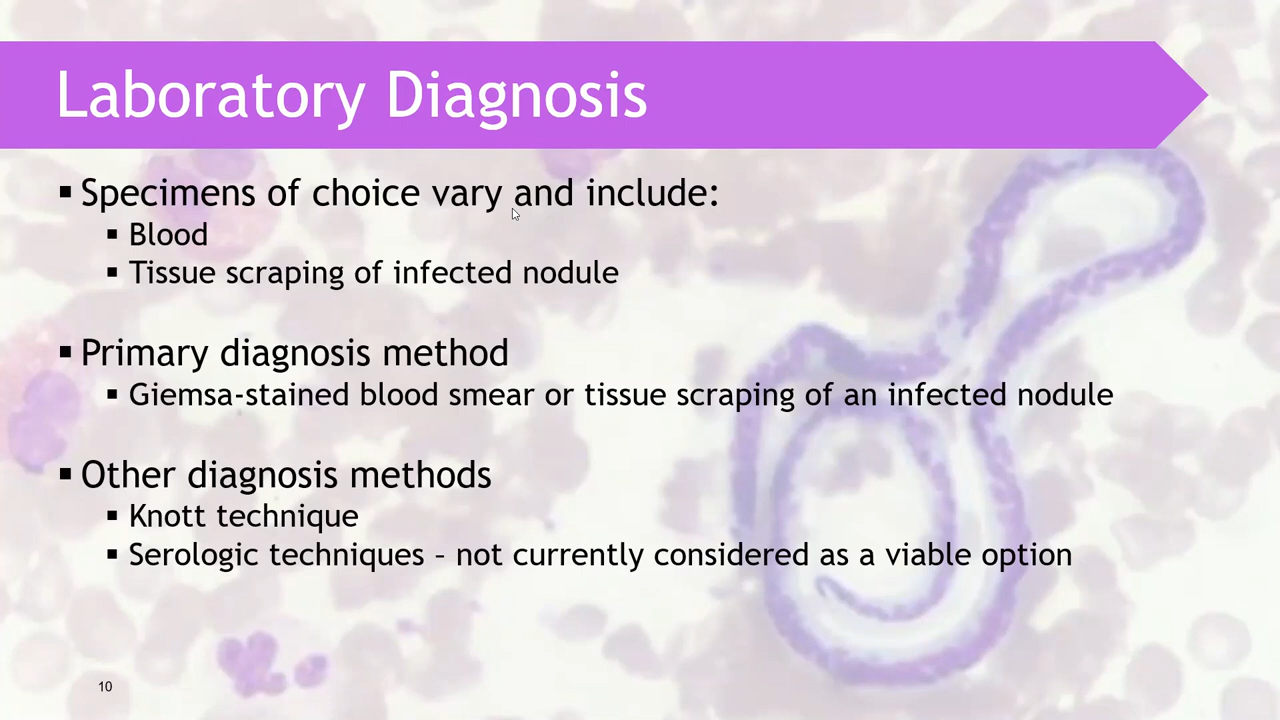 Laboratory Diagnosis
▪ Specimens of choice vary and include:
▪ Blood
▪ Tissue scraping of infected nodule
▪ Primary diagnosis method
▪ Giemsa-stained blood smear or tissue scraping of an infected nodule
▪ Other diagnosis methods
▪ Knott technique
▪ Serologic techniques – not currently considered as a viable option
10